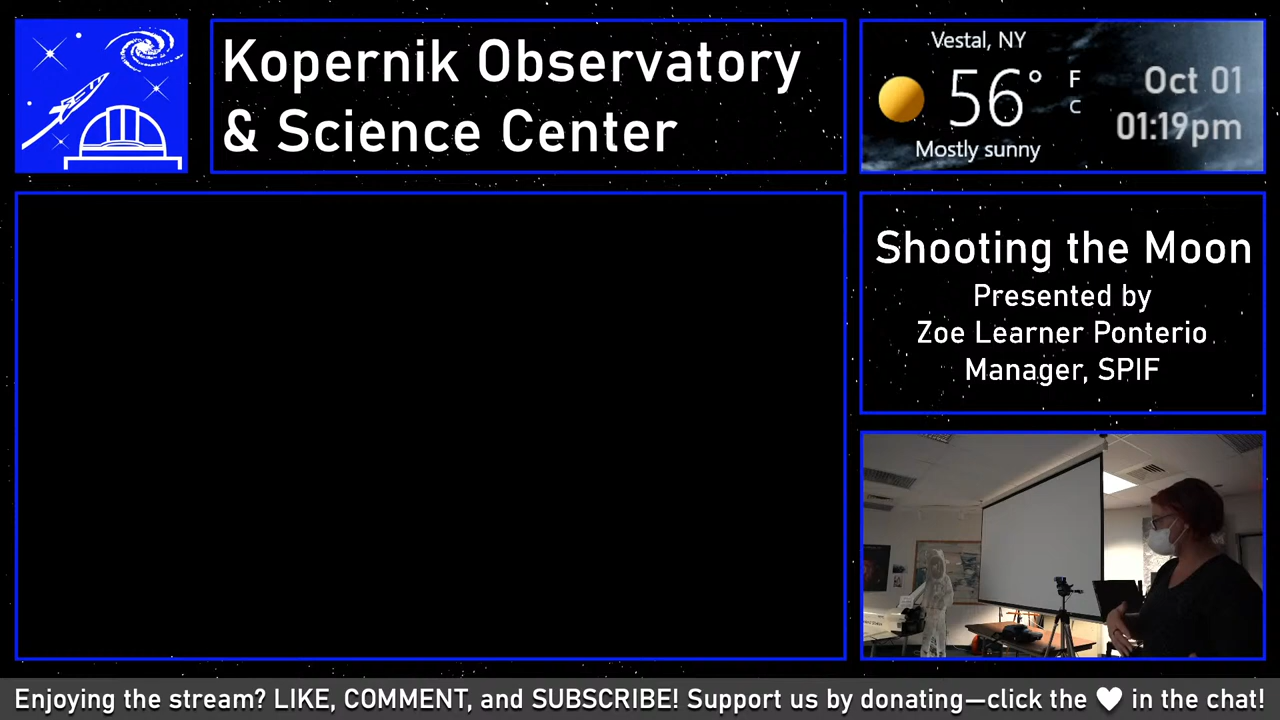 Kopernik Observatory
& Science Center
Vestal, NY
56° F
C
Mostly sunny
Oct 01
01:19pm
Shooting the Moon
Presented by
Zoe Learner Ponterio
Manager, SPIF
Enjoying the stream? LIKE, COMMENT, and SUBSCRIBE! Support us by donating—click the ♥ in the chat!